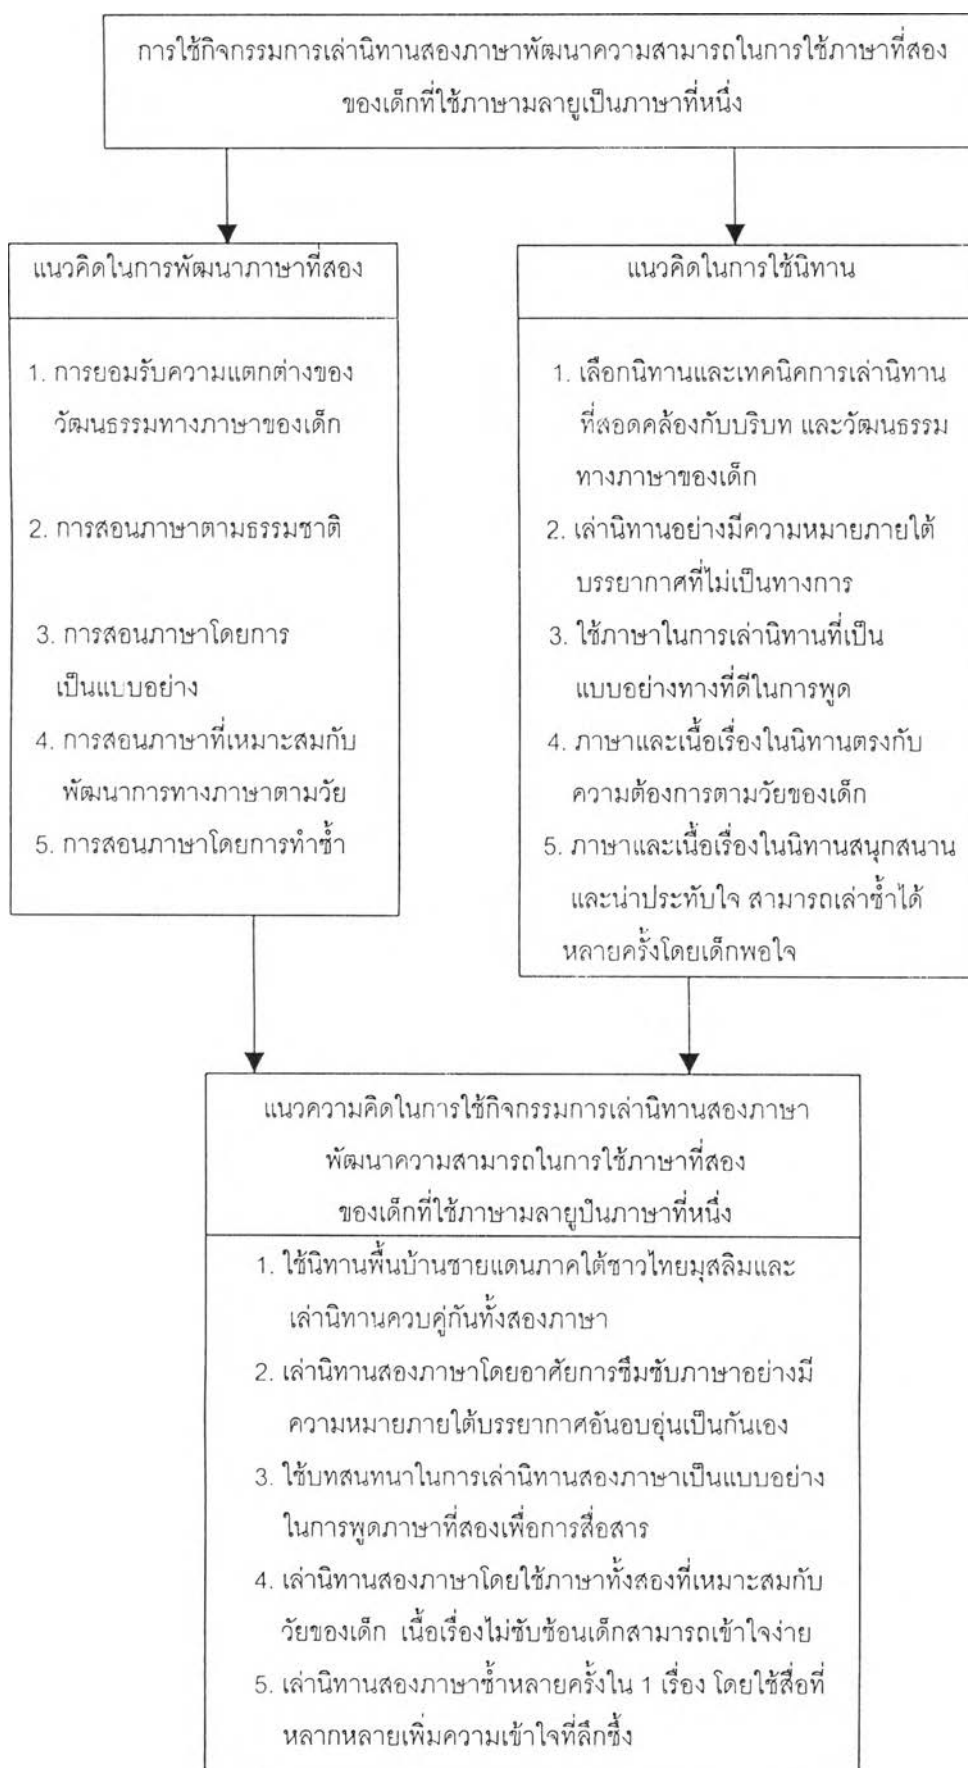 การใช้กิจกรรมการเล่านิทานสองภาษาพัฒนาความสามารถในการใช้ภาษาที่สอง
ของเด็กที่ใช้ภาษามลายูเป็นภาษาที่หนึ่ง
แนวคิดในการพัฒนาภาษาที่สอง
1. การยอมรับความแตกต่างของ
วัฒนธรรมทางภาษาของเด็ก
2. การสอนภาษาตามธรรมชาติ
3. การสอนภาษาโดยการ
เป็นแบบอย่าง
4. การสอนภาษาที่เหมาะสมกับ
พัฒนาการทางภาษาตามวัย
5. การสอนภาษาโดยการทำซ้ำ
แนวคิดในการใช้นิทาน
1. เลือกนิทานและเทคนิคการเล่านิทาน
ที่สอดคล้องกับบริบท และวัฒนธรรม
ทางภาษาของเด็ก
2. เล่านิทานอย่างมีความหมายภายใต้
บรรยากาศที่ไม่เป็นทางการ
3. ใช้ภาษาในการเล่านิทานที่เป็น
แบบอย่างทางที่ดีในการพูด
4. ภาษาและเนื้อเรื่องในนิทานตรงกับ
ความต้องการตามวัยของเด็ก
5. ภาษาและเนื้อเรื่องในนิทานสนุกสนาน
และน่าประทับใจ สามารถเล่าซ้ำได้
หลายครั้งโดยเด็กพอใจ
แนวความคิดในการใช้กิจกรรมการเล่านิทานสองภาษา
พัฒนาความสามารถในการใช้ภาษาที่สอง
ของเด็กที่ใช้ภาษามลายูปันภาษาที่หนึ่ง
1. ใช้นิทานพื้นบ้านชายแดนภาคใต้ชาวไทยมุสลิมและ
เล่านิทานควบคู่กันทั้งสองภาษา
2. เล่านิทานสองภาษาโดยอาศัยการซึมซับภาษาอย่างมี
ความหมายภายใต้บรรยากาศอันอบอุ่นเป็นกันเอง
3. ใช้บทสนทนาในการเล่านิทานสองภาษาเป็นแบบอย่าง
ในการพูดภาษาที่สองเพื่อการสื่อสาร
4. เล่านิทานสองภาษาโดยใช้ภาษาทั้งสองที่เหมาะสมกับ
วัยของเด็ก เนื้อเรื่องไม่ซับซ้อนเด็กสามารถเข้าใจง่าย
5. เล่านิทานสองภาษาซ้ำหลายครั้งใน 1 เรื่อง โดยใช้สื่อที่
หลากหลายเพิ่มความเข้าใจที่ลึกซึ้ง